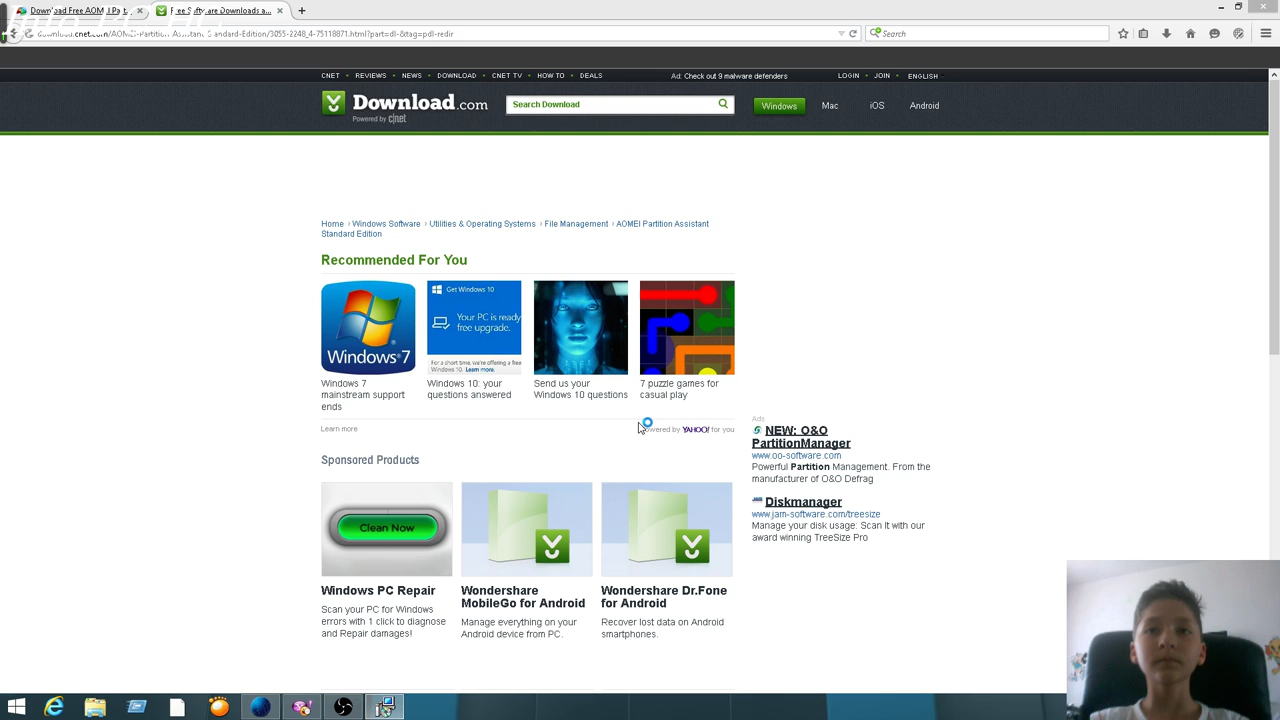 Download Free AOMEI Part
Free Software Downloads a...
download.cnet.com/AOMEI-Partition-Assistant-Standard-Edition/3055-2248_4-75118871.html?part=dl-&tag=pdl-redir
Search
CNET REVIEWS NEWS DOWNLOAD CNET TV HOW TO DEALS
Ad: Check out 9 malware defenders
LOGIN JOIN ENGLISH
Download.com
Powered by c|net
Search Download
Windows Mac iOS Android
Home › Windows Software › Utilities & Operating Systems › File Management › AOMEI Partition Assistant
Standard Edition
Recommended For You
Windows 7
Get Windows 10
Your PC is ready
free upgrade.
For a short time, we're offering a free
Windows 10. Learn more.
Windows 7
mainstream support
ends
Windows 10: your
questions answered
Send us your
Windows 10 questions
7 puzzle games for
casual play
Learn more
owered by YAHOO! for you
Sponsored Products
Clean Now
Windows PC Repair
Scan your PC for Windows
errors with 1 click to diagnose
and Repair damages!
Wondershare
MobileGo for Android
Manage everything on your
Android device from PC.
Wondershare Dr.Fone
for Android
Recover lost data on Android
smartphones.
Ads
NEW: O&O
PartitionManager
www.oo-software.com
Powerful Partition Management. From the
manufacturer of O&O Defrag
Diskmanager
www.jam-software.com/treesize
Manage your disk usage: Scan It with our
award winning TreeSize Pro